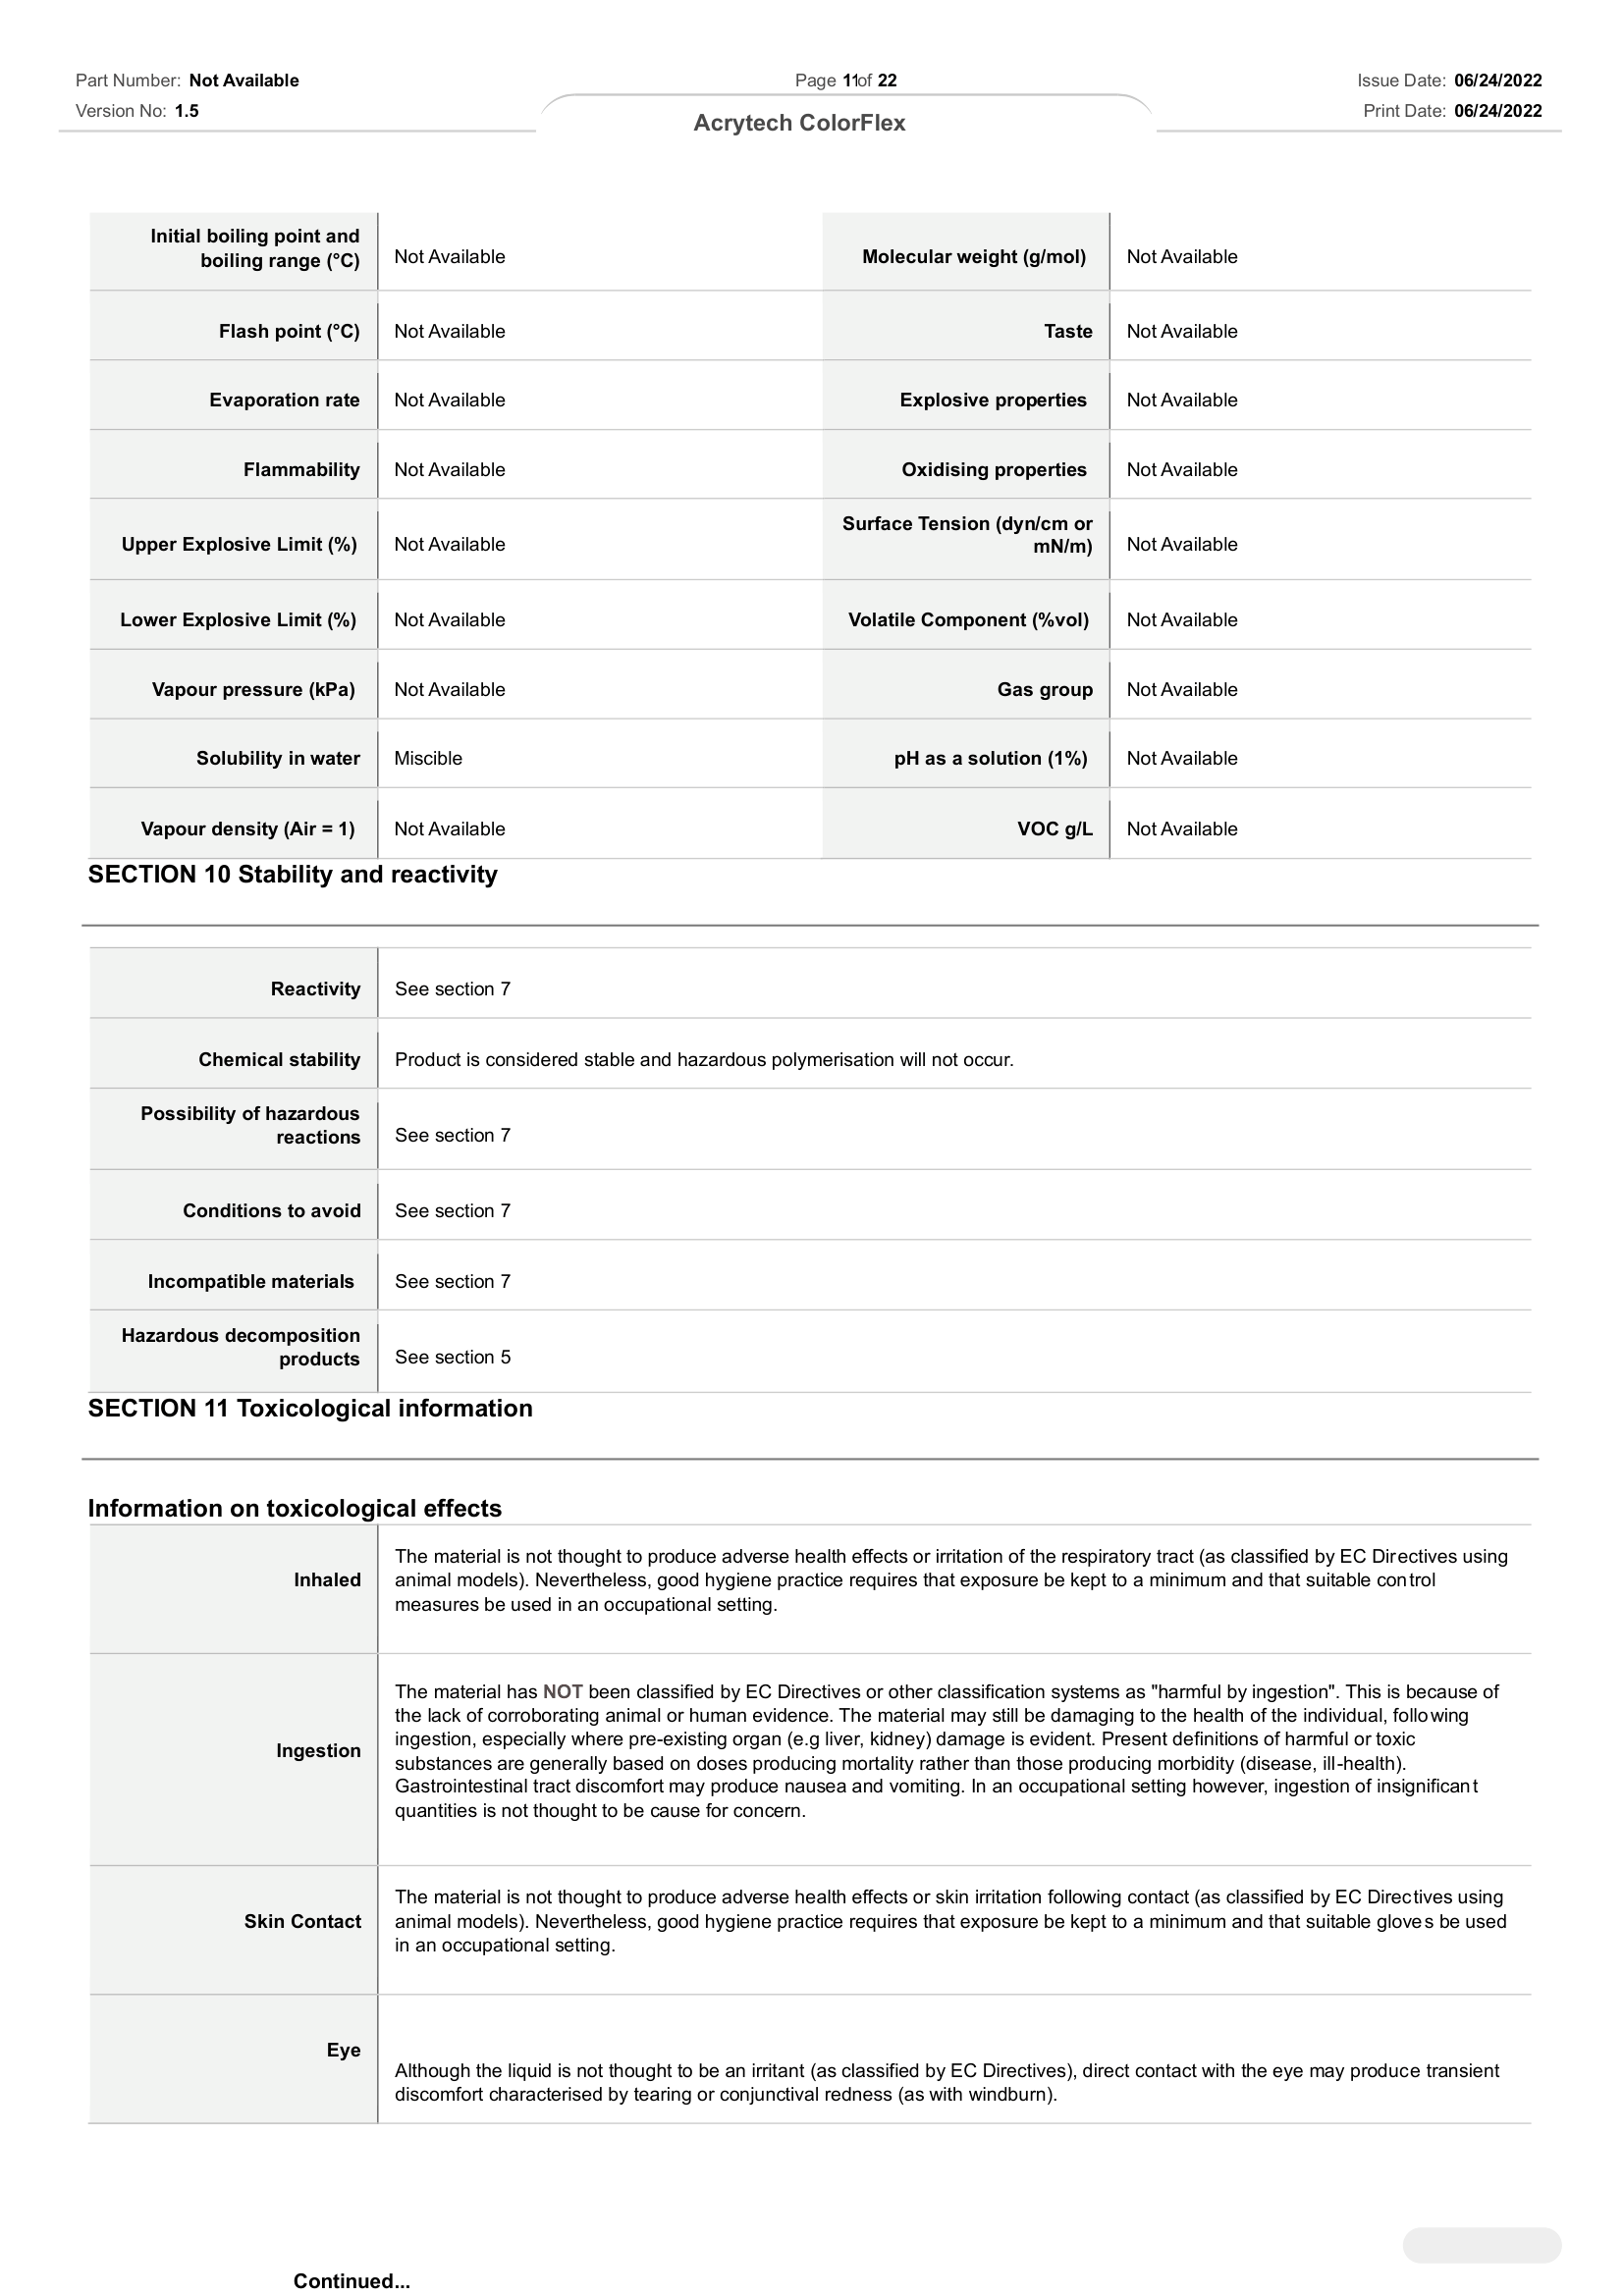 Part Number: Not Available
Page 11of 22
Issue Date: 06/24/2022
Version No: 1.5
Acrytech ColorFlex
Print Date: 06/24/2022
Initial boiling point and
boiling range (°C)
Not Available
Molecular weight (g/mol)
Not Available
Flash point (°C)
Not Available
Taste
Not Available
Evaporation rate
Not Available
Explosive properties
Not Available
Flammability
Not Available
Oxidising properties
Not Available
Upper Explosive Limit (%)
Not Available
Surface Tension (dyn/cm or
mN/m)
Not Available
Lower Explosive Limit (%)
Not Available
Volatile Component (%vol)
Not Available
Vapour pressure (kPa)
Not Available
Gas group
Not Available
Solubility in water
Miscible
pH as a solution (1%)
Not Available
Vapour density (Air = 1)
Not Available
VOC g/L
Not Available
SECTION 10 Stability and reactivity
Reactivity
See section 7
Chemical stability
Product is considered stable and hazardous polymerisation will not occur.
Possibility of hazardous
reactions
See section 7
Conditions to avoid
See section 7
Incompatible materials
See section 7
Hazardous decomposition
products
See section 5
SECTION 11 Toxicological information
Information on toxicological effects
Inhaled
The material is not thought to produce adverse health effects or irritation of the respiratory tract (as classified by EC Directives using
animal models). Nevertheless, good hygiene practice requires that exposure be kept to a minimum and that suitable control
measures be used in an occupational setting.
Ingestion
The material has NOT been classified by EC Directives or other classification systems as "harmful by ingestion". This is because of
the lack of corroborating animal or human evidence. The material may still be damaging to the health of the individual, following
ingestion, especially where pre-existing organ (e.g liver, kidney) damage is evident. Present definitions of harmful or toxic
substances are generally based on doses producing mortality rather than those producing morbidity (disease, ill-health).
Gastrointestinal tract discomfort may produce nausea and vomiting. In an occupational setting however, ingestion of insignificant
quantities is not thought to be cause for concern.
Skin Contact
The material is not thought to produce adverse health effects or skin irritation following contact (as classified by EC Directives using
animal models). Nevertheless, good hygiene practice requires that exposure be kept to a minimum and that suitable gloves be used
in an occupational setting.
Eye
Although the liquid is not thought to be an irritant (as classified by EC Directives), direct contact with the eye may produce transient
discomfort characterised by tearing or conjunctival redness (as with windburn).
Continued...